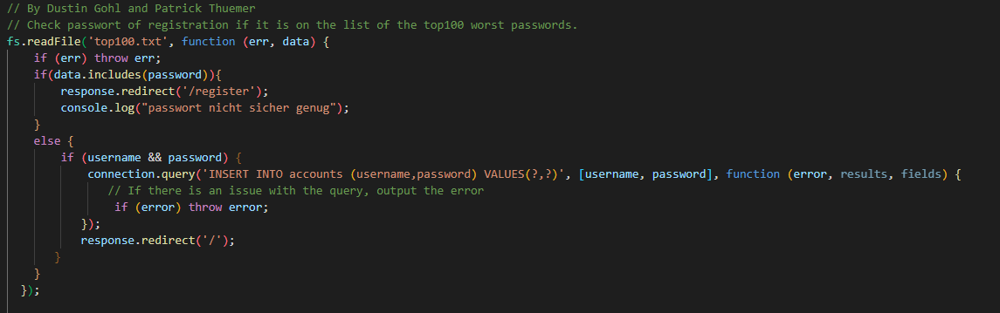 // By Dustin Gohl and Patrick Thuemer
// Check passwort of registration if it is on the list of the top100 worst passwords.
fs.readFile('top100.txt', function (err, data) {
    if (err) throw err;
    if(data.includes(password)){
        response.redirect('/register');
        console.log("passwort nicht sicher genug");
    }
    else {
        if (username && password) {
            connection.query('INSERT INTO accounts (username,password) VALUES(?,?)', [username, password], function (error, results, fields) {
               // If there is an issue with the query, output the error
                if (error) throw error;
           });
           response.redirect('/');
       }
    }
  });